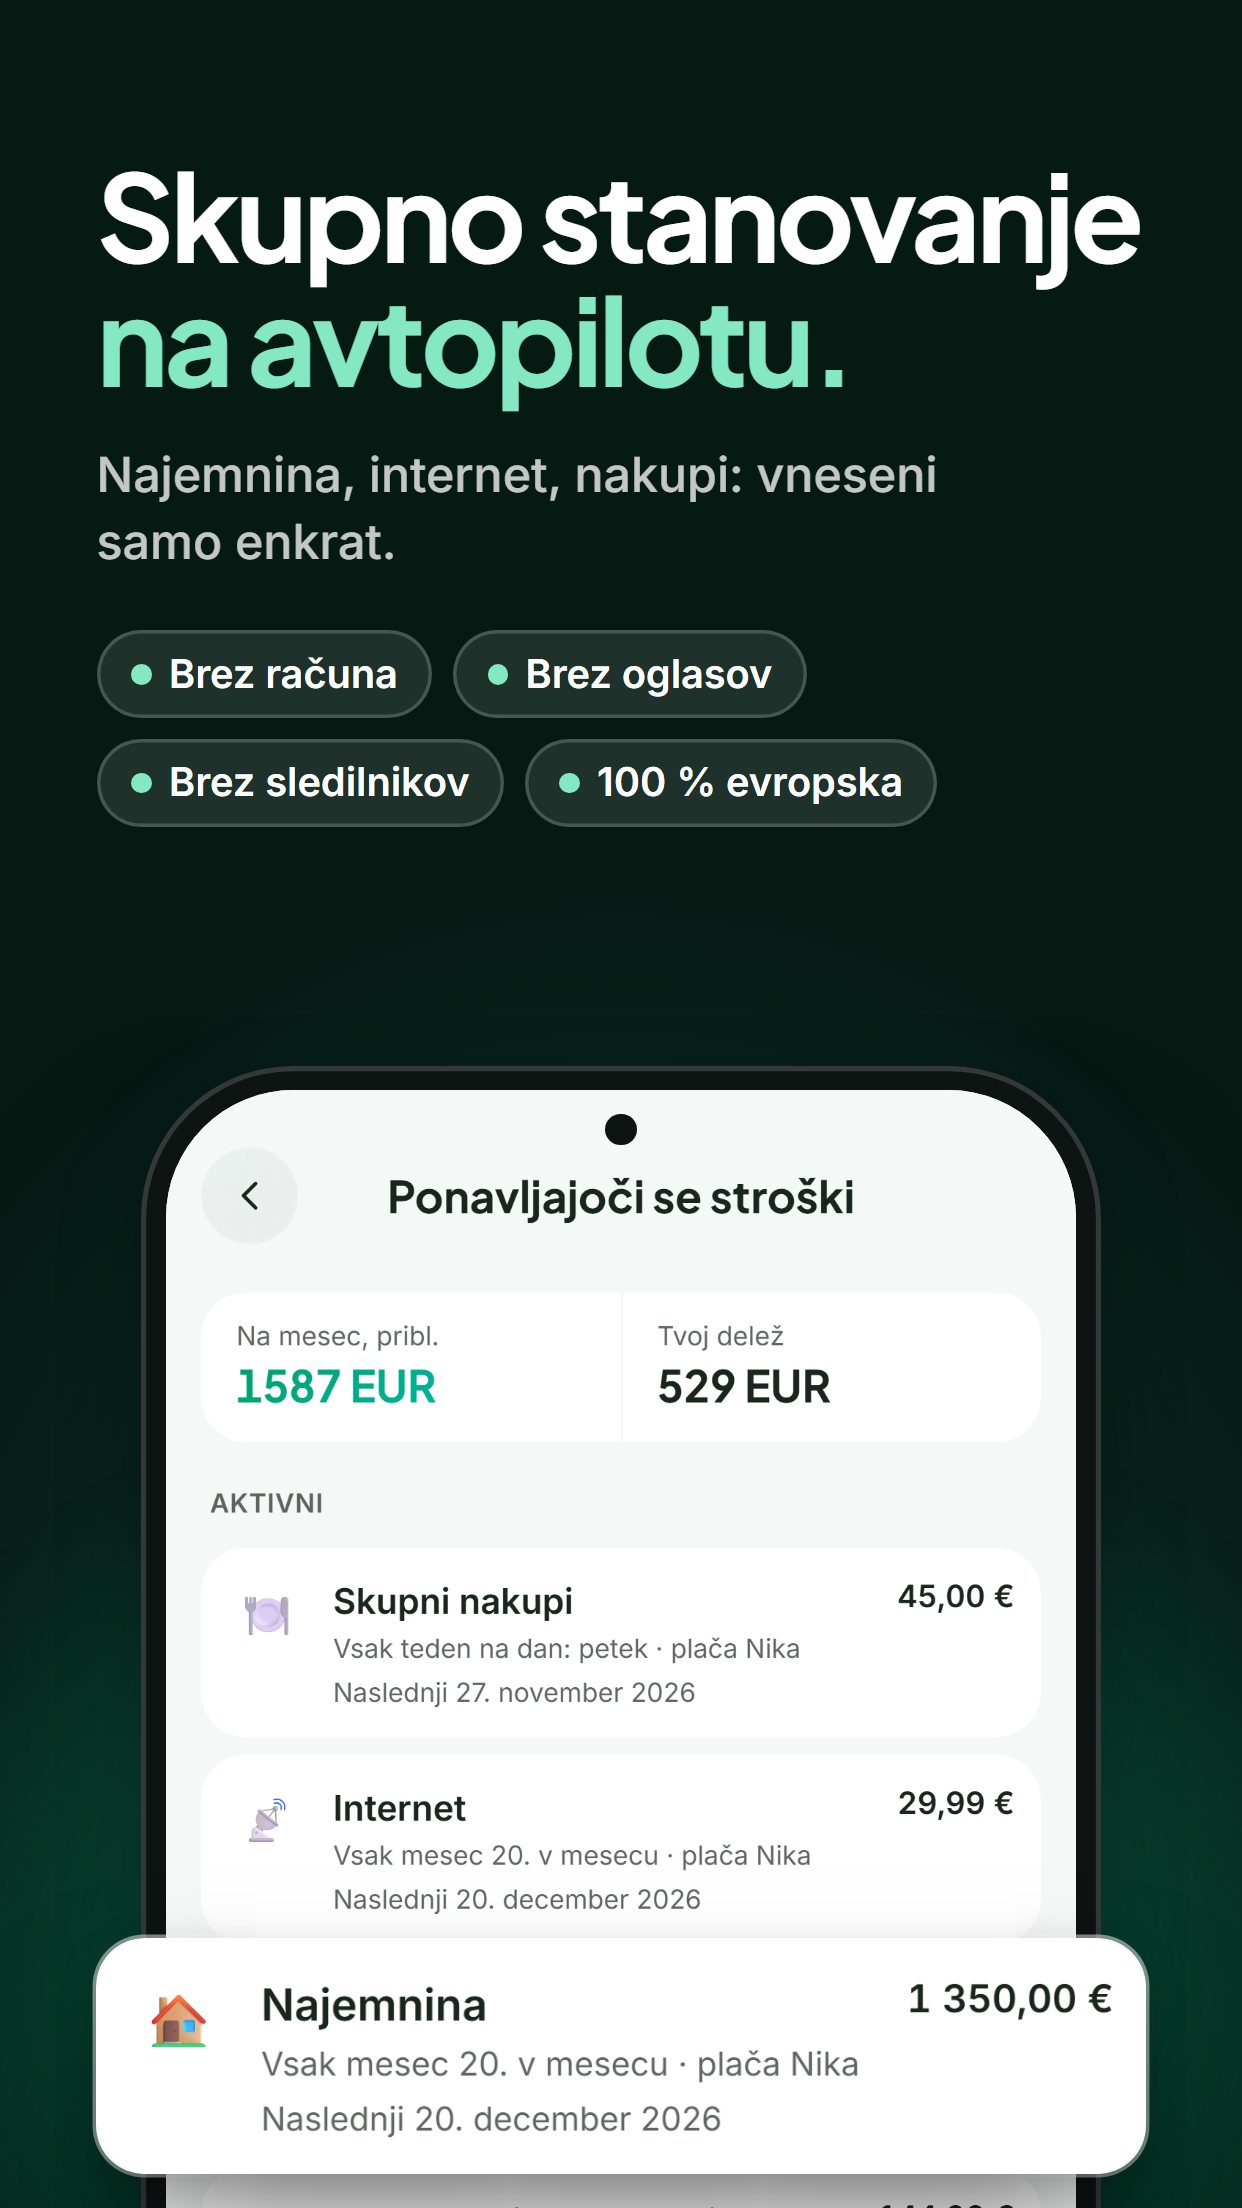 Skupno stanovanje
na avtopilotu.
Najemnina, internet, nakupi: vneseni
samo enkrat.
Brez računa
Brez oglasov
Brez sledilnikov
100 % evropska
Ponavljajoči se stroški
Na mesec, pribl.
1587 EUR
Tvoj delež
529 EUR
AKTIVNI
Skupni nakupi
45,00 €
Vsak teden na dan: petek · plača Nika
Naslednji 27. november 2026
Internet
29,99 €
Vsak mesec 20. v mesecu · plača Nika
Naslednji 20. december 2026
Najemnina
1 350,00 €
Vsak mesec 20. v mesecu · plača Nika
Naslednji 20. december 2026